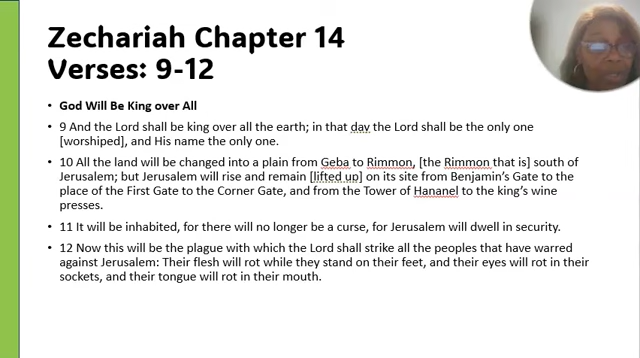 Zechariah Chapter 14
Verses: 9-12
• God Will Be King over All
• 9 And the Lord shall be king over all the earth; in that day the Lord shall be the only one
[worshiped], and His name the only one.
• 10 All the land will be changed into a plain from Geba to Rimmon, [the Rimmon that is] south of
Jerusalem; but Jerusalem will rise and remain [lifted up] on its site from Benjamin's Gate to the
place of the First Gate to the Corner Gate, and from the Tower of Hananel to the king's wine
presses.
• 11 It will be inhabited, for there will no longer be a curse, for Jerusalem will dwell in security.
• 12 Now this will be the plague with which the Lord shall strike all the peoples that have warred
against Jerusalem: Their flesh will rot while they stand on their feet, and their eyes will rot in their
sockets, and their tongue will rot in their mouth.